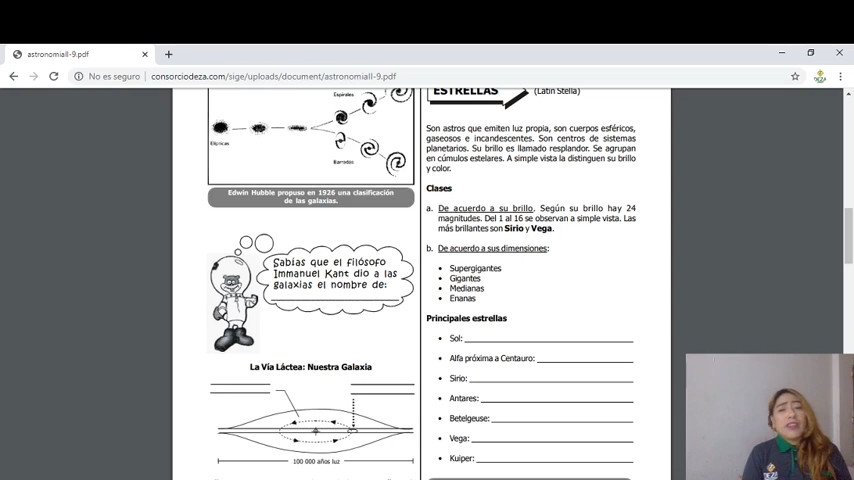 astronomiaII-9.pdf
No es seguro
consorciodeza.com/sige/uploads/document/astronomiaII-9.pdf
Espirales
Elípticas
Barradas
Edwin Hubble propuso en 1926 una clasificación
de las galaxias.
Sabías que el filósofo
Immanuel Kant dio a las
galaxias el nombre de:
La Vía Láctea: Nuestra Galaxia
100 000 años luz
ESTRELLAS
(Latin Stella)
Son astros que emiten luz propia, son cuerpos esféricos,
gaseosos e incandescentes. Son centros de sistemas
planetarios. Su brillo es llamado resplandor. Se agrupan
en cúmulos estelares. A simple vista la distinguen su brillo
y color.
Clases
a. De acuerdo a su brillo. Según su brillo hay 24
magnitudes. Del 1 al 16 se observan a simple vista. Las
más brillantes son Sirio y Vega.
b. De acuerdo a sus dimensiones:
• Supergigantes
• Gigantes
• Medianas
• Enanas
Principales estrellas
• Sol:
• Alfa próxima a Centauro:
• Sirio:
• Antares:
• Betelgeuse:
• Vega:
• Kuiper:
DEZA